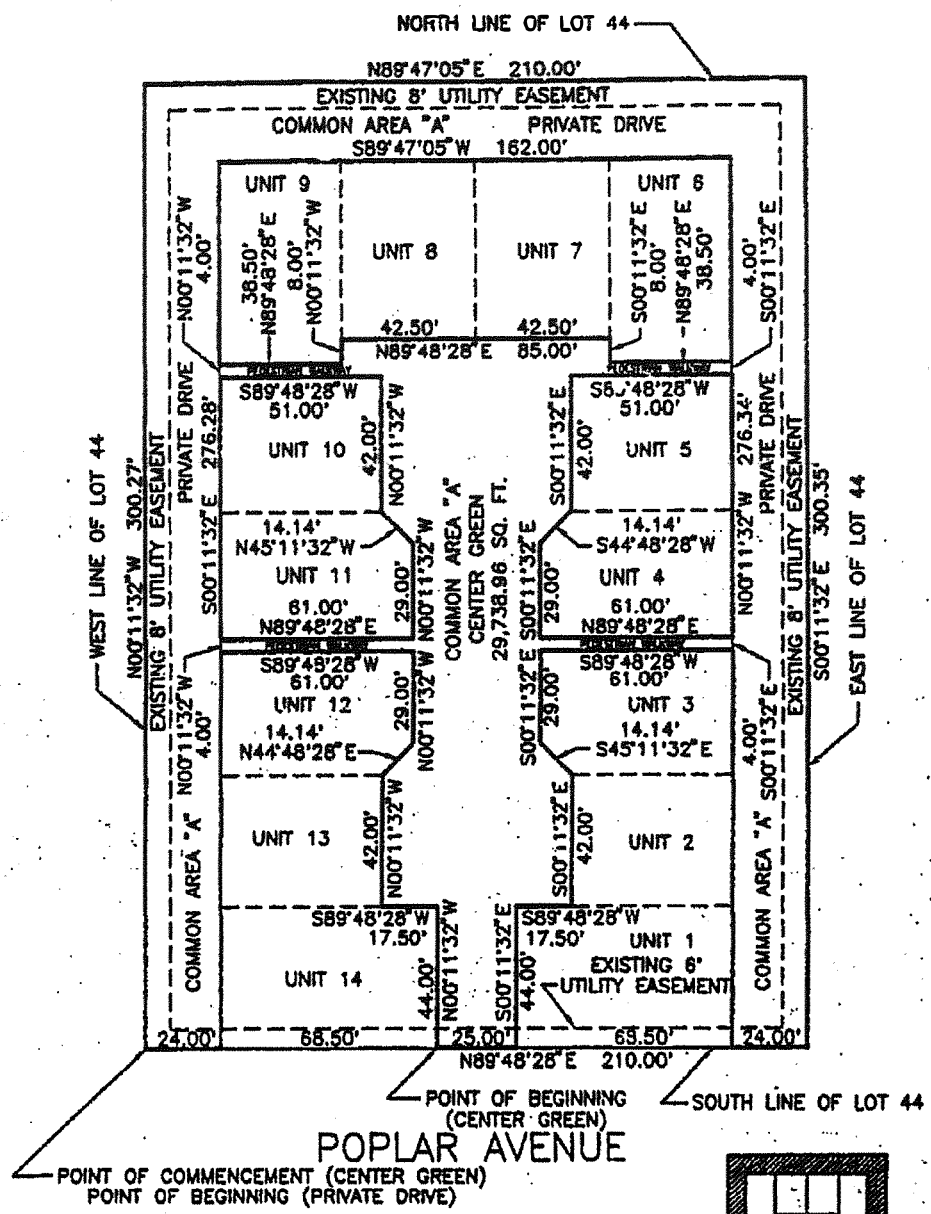 NORTH LINE OF LOT 44
N89°47'05"E 210.00'
EXISTING 8' UTILITY EASEMENT
COMMON AREA "A" PRIVATE DRIVE
S89°47'05"W 162.00'
UNIT 9
UNIT 8
UNIT 7
UNIT 6
N00°11'32"W
4.00'
38.50'
N89°48'28"E
8.00'
N00°11'32"W
S00°11'32"E
8.00'
N89°48'28"E
38.50'
4.00'
S00°11'32"E
42.50' 42.50'
N89°48'28"E 85.00'
PEDESTRIAN WALKWAY
PEDESTRIAN WALKWAY
S89°48'28"W
51.00'
UNIT 10
42.00'
N00°11'32"W
48'28"W
51.00'
UNIT 5
42.00'
S00°11'32"E
WEST LINE OF LOT 44
N00°11'32"W 300.27'
EXISTING 8' UTILITY EASEMENT
PRIVATE DRIVE
S00°11'32"E 276.28'
14.14'
N45°11'32"W
UNIT 11
61.00'
N89°48'28"E
29.00'
N00°11'32"W
COMMON AREA "A"
CENTER GREEN
29,738.96 SQ. FT.
14.14'
S44°48'28"W
UNIT 4
61.00'
N89°48'28"E
29.00'
S00°11'32"E
N00°11'32"W 276.34'
PRIVATE DRIVE
EXISTING 8' UTILITY EASEMENT
S00°11'32"E 300.35'
EAST LINE OF LOT 44
PEDESTRIAN WALKWAY
PEDESTRIAN WALKWAY
N00°11'32"W
4.00'
S89°48'28"W
61.00'
UNIT 12
14.14'
N44°48'28"E
29.00'
N00°11'32"W
S89°48'28"W
61.00'
UNIT 3
14.14'
S45°11'32"E
29.00'
S00°11'32"E
4.00'
S00°11'32"E
COMMON AREA "A"
UNIT 13
42.00'
N00°11'32"W
S00°11'32"E
42.00'
UNIT 2
COMMON AREA "A"
S89°48'28"W
17.50'
UNIT 14
44.00'
N00°11'32"W
S00°11'32"E
44.00'
S89°48'28"W
17.50'
UNIT 1
EXISTING 6'
UTILITY EASEMENT
24.00' 68.50' 25.00' 24.00'
N89°48'28"E 210.00'
POINT OF BEGINNING
(CENTER GREEN)
SOUTH LINE OF LOT 44
POPLAR AVENUE
POINT OF COMMENCEMENT (CENTER GREEN)
POINT OF BEGINNING (PRIVATE DRIVE)